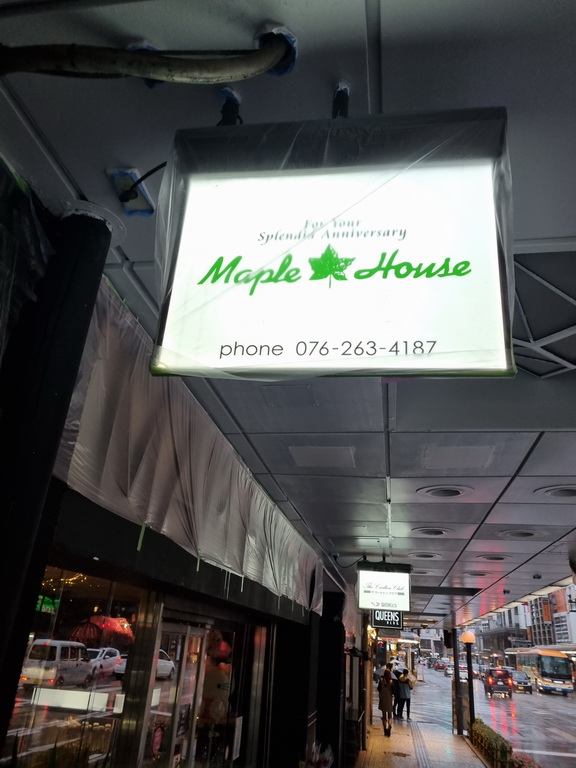 For Your
Splendid Anniversary
Maple House
phone 076-263-4187
QUEENS